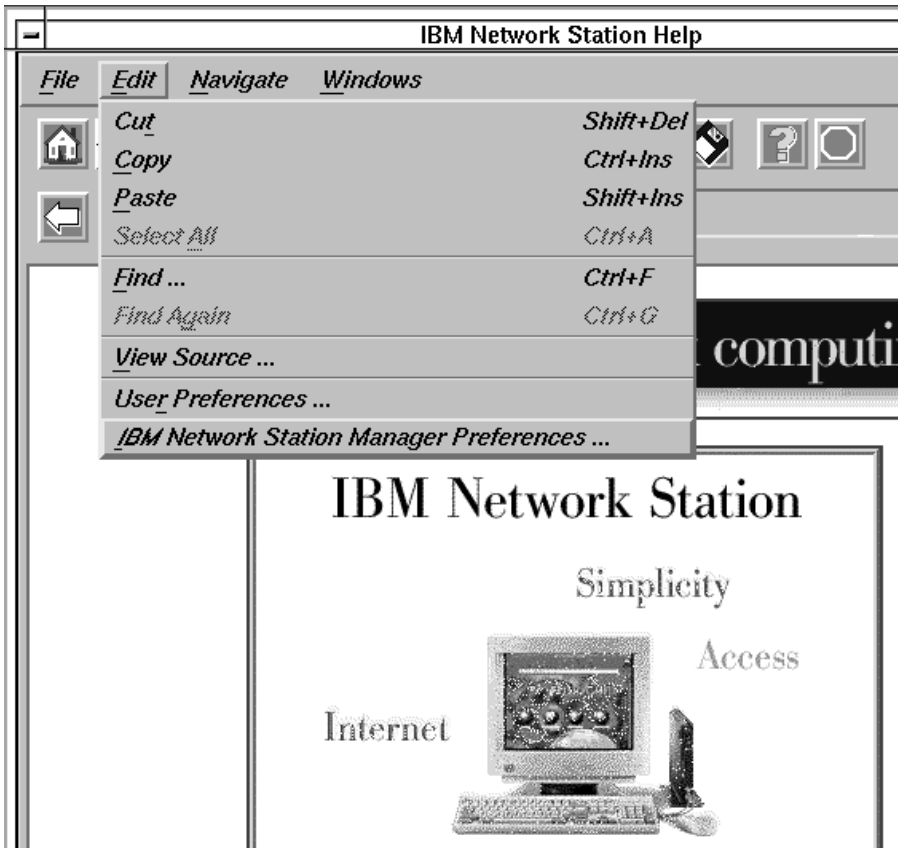 IBM Network Station Help
File Edit Navigate Windows
Cut Shift+Del
Copy Ctrl+Ins
Paste Shift+Ins
Select All Ctrl+A
Find ... Ctrl+F
Find Again Ctrl+G
View Source ...
User Preferences ...
IBM Network Station Manager Preferences ...
IBM Network Station
Simplicity
Access
Internet